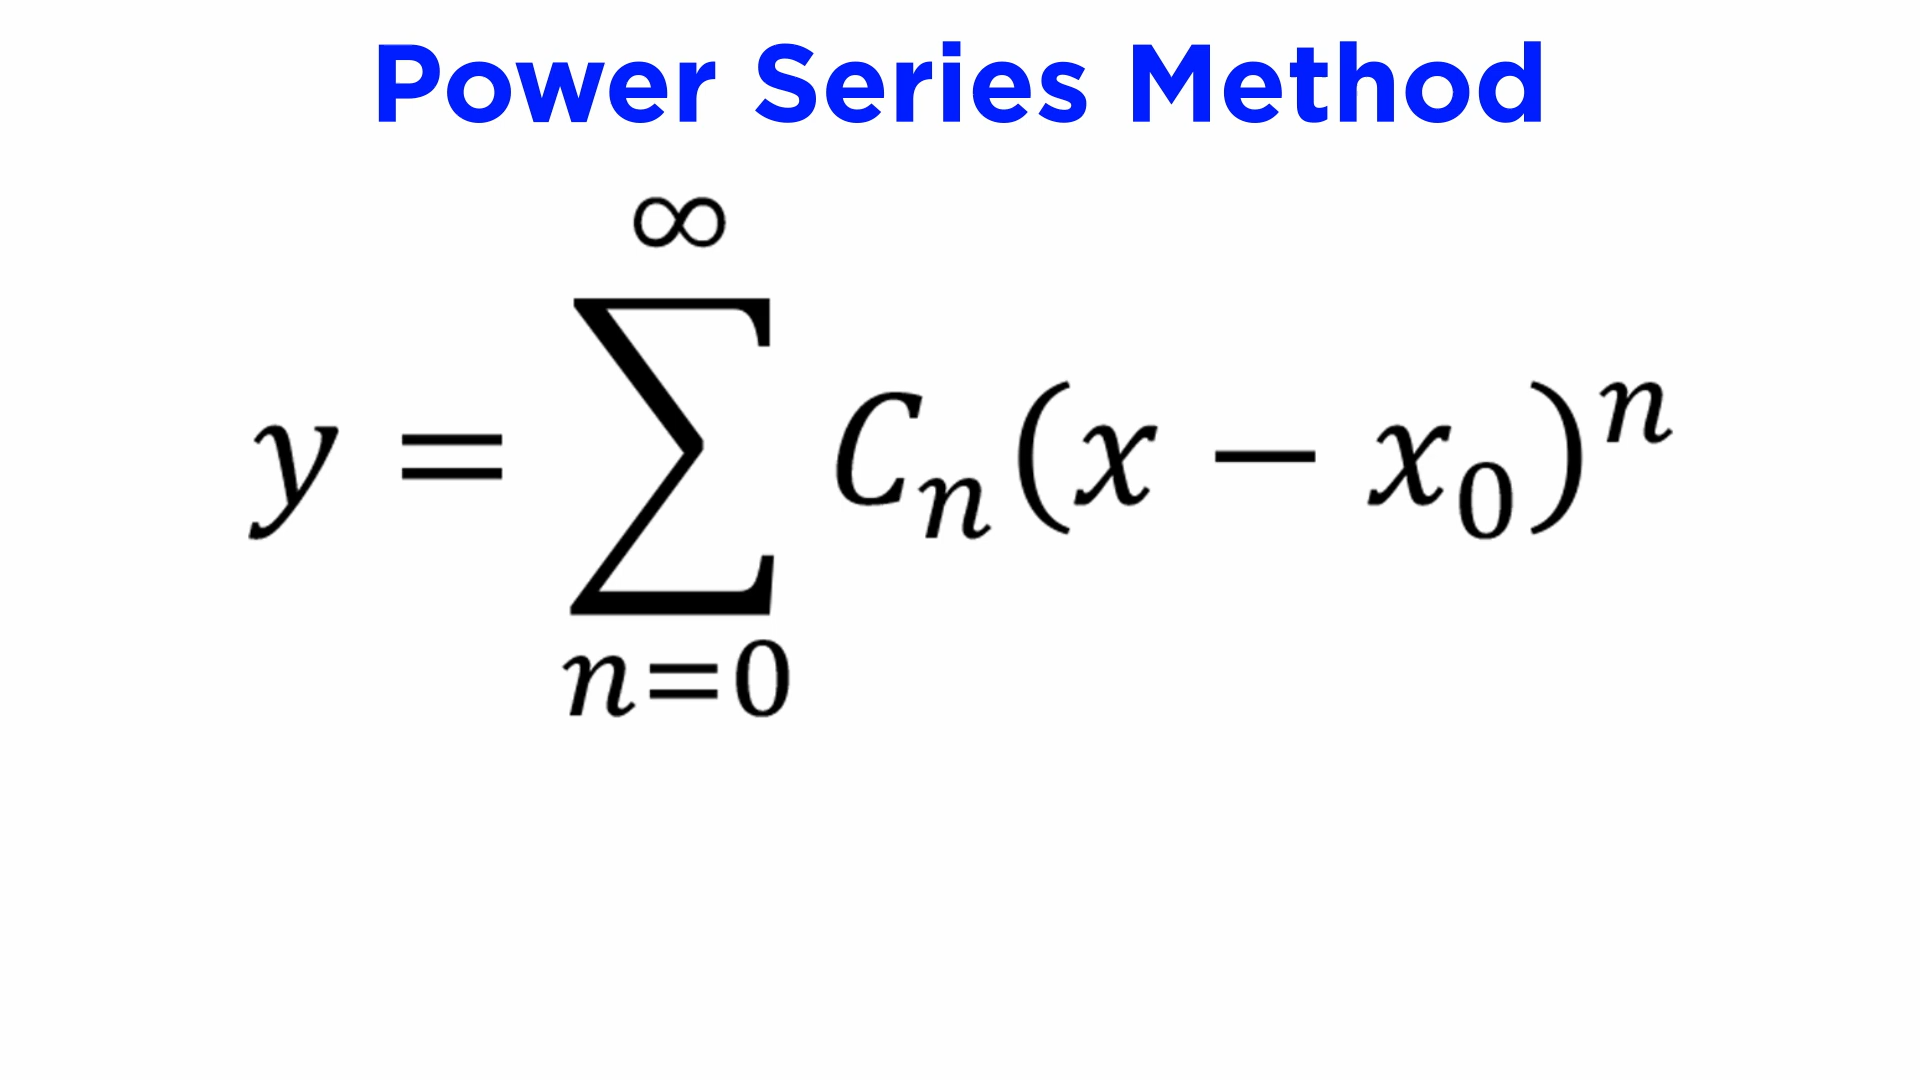 Power Series Method
∞
y = ∑ Cₙ(x − x₀)ⁿ
n=0